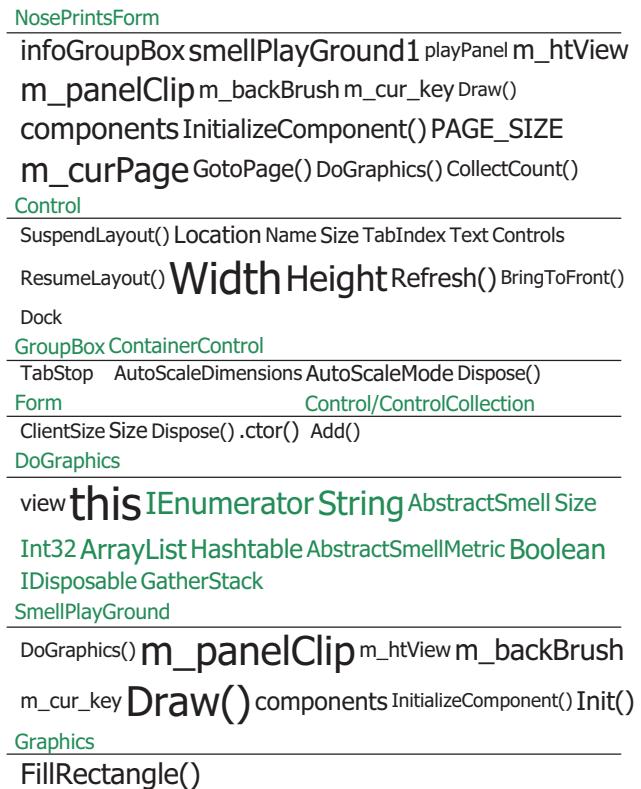 NosePrintsForm
infoGroupBox smellPlayGround1 playPanel m_htView
m_panelClip m_backBrush m_cur_key Draw()
components InitializeComponent() PAGE_SIZE
m_curPage GotoPage() DoGraphics() CollectCount()
Control
SuspendLayout() Location Name Size TabIndex Text Controls
ResumeLayout() Width Height Refresh() BringToFront()
Dock
GroupBox ContainerControl
TabStop AutoScaleDimensions AutoScaleMode Dispose()
Form Control/ControlCollection
ClientSize Size Dispose() .ctor() Add()
DoGraphics
view this IEnumerator String AbstractSmell Size
Int32 ArrayList Hashtable AbstractSmellMetric Boolean
IDisposable GatherStack
SmellPlayGround
DoGraphics() m_panelClip m_htView m_backBrush
m_cur_key Draw() components InitializeComponent() Init()
Graphics
FillRectangle()